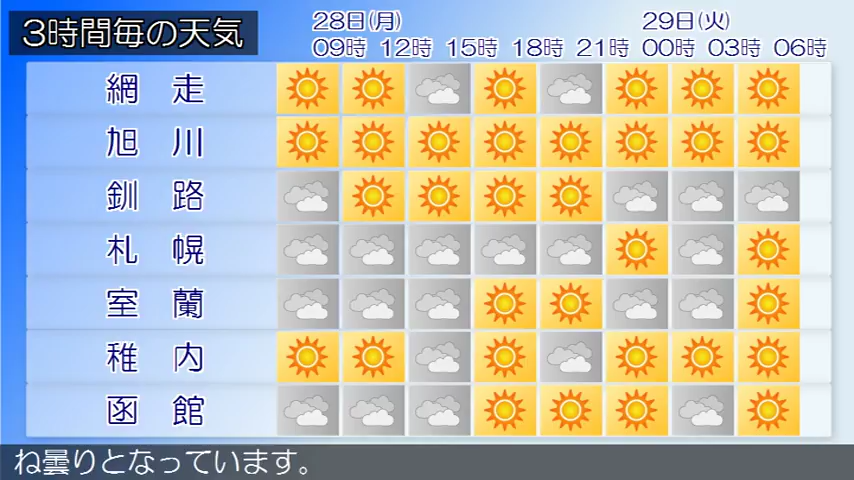 3時間毎の天気
28日(月) 29日(火)
09時 12時 15時 18時 21時 00時 03時 06時
網走
旭川
釧路
札幌
室蘭
稚内
函館
ね曇りとなっています。